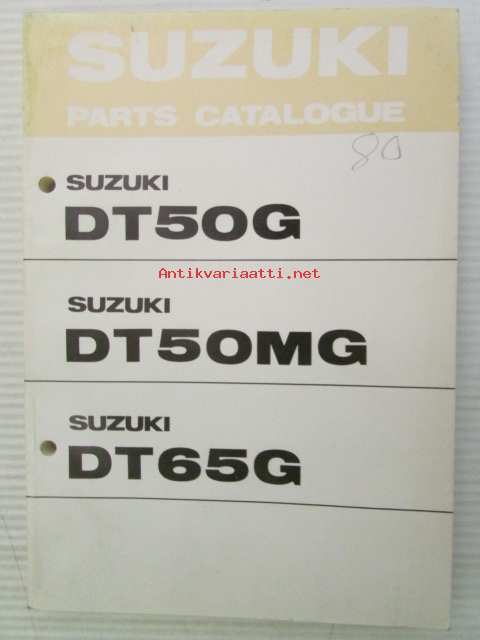 SUZUKI
PARTS CATALOGUE
80
SUZUKI
DT50G
Antikvariaatti.net
SUZUKI
DT50MG
SUZUKI
DT65G